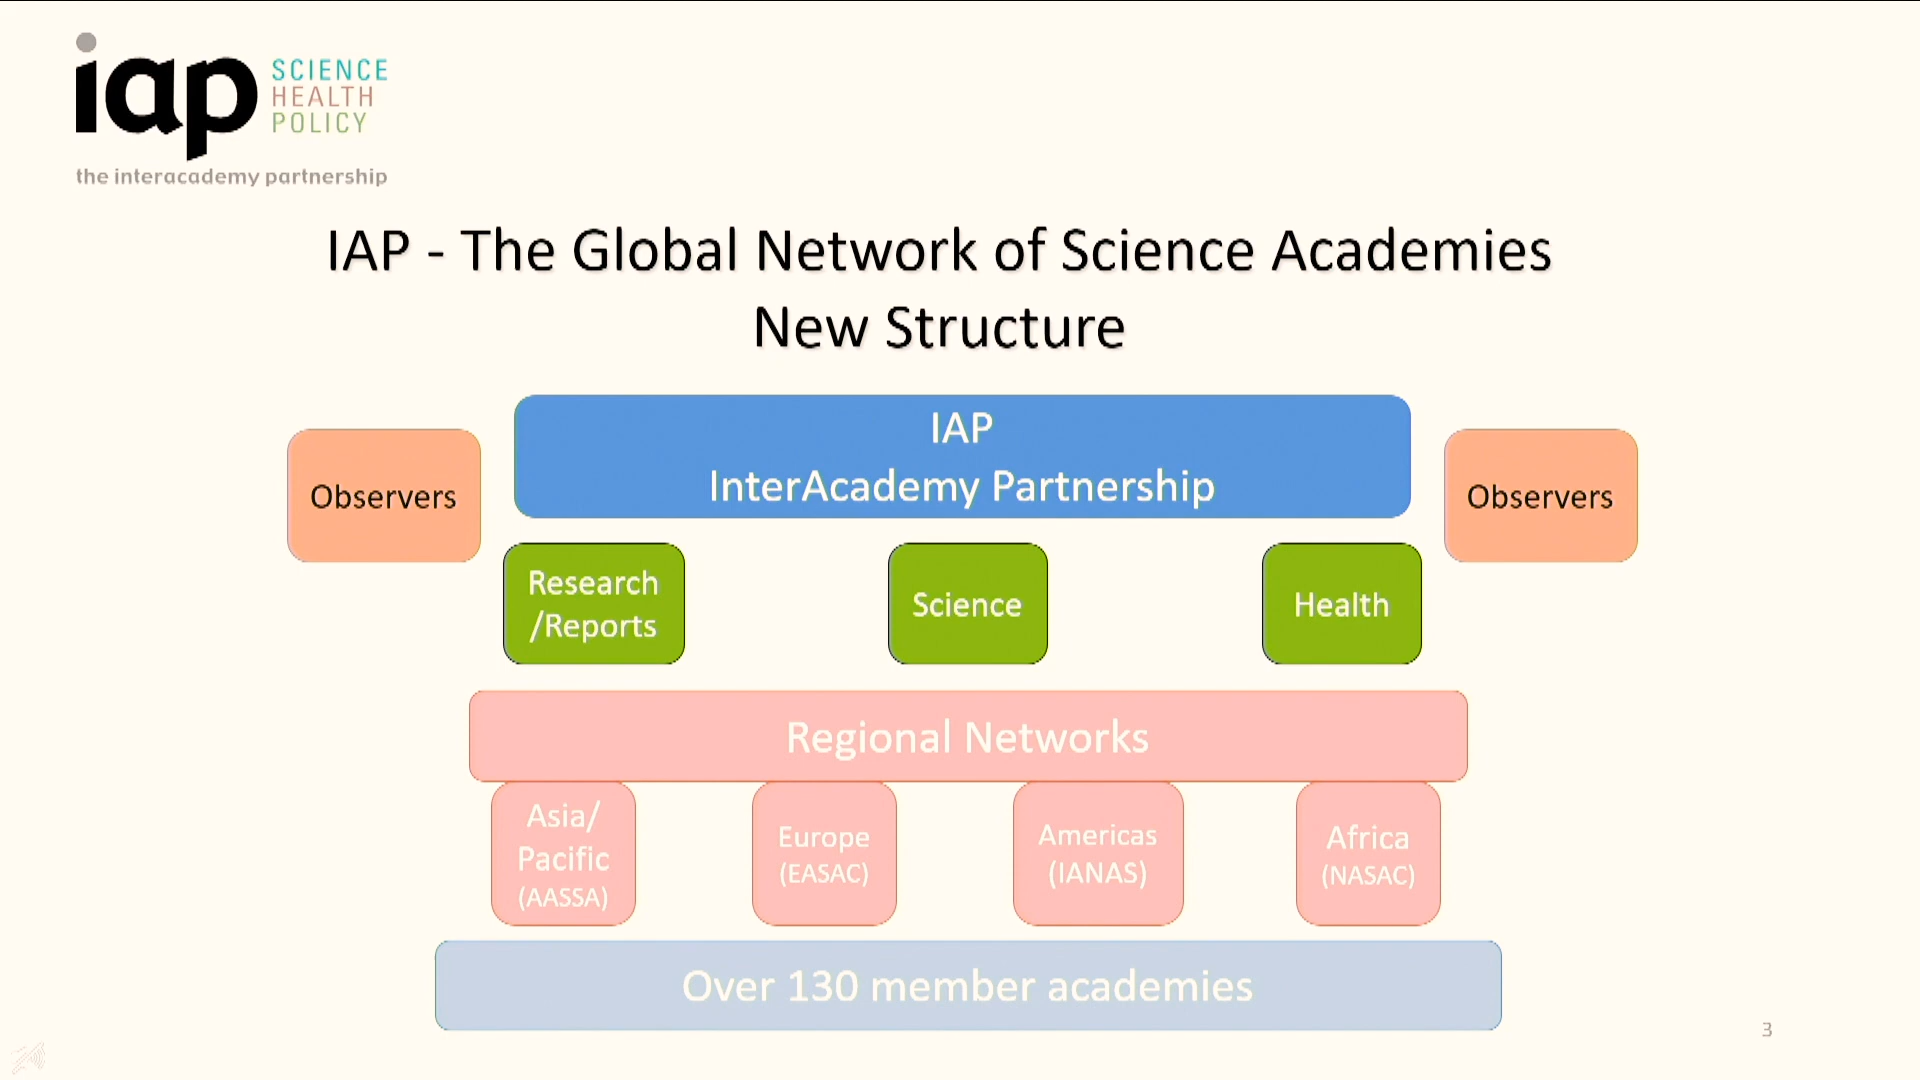 iap
SCIENCE
HEALTH
POLICY
the interacademy partnership
IAP - The Global Network of Science Academies
New Structure
IAP
InterAcademy Partnership
Observers
Observers
Research
/Reports
Science
Health
Regional Networks
Asia/
Pacific
(AASSA)
Europe
(EASAC)
Americas
(IANAS)
Africa
(NASAC)
Over 130 member academies
3